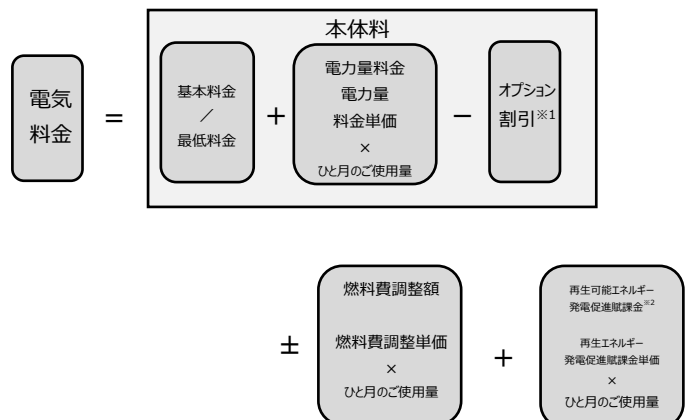 本体料
電気
料金
=
基本料金
/
最低料金
+
電力量料金
電力量
料金単価
×
ひと月のご使用量
−
オプション
割引※1
±
燃料費調整額
燃料費調整単価
×
ひと月のご使用量
+
再生可能エネルギー
発電促進賦課金※2
再生エネルギー
発電促進賦課金単価
×
ひと月のご使用量